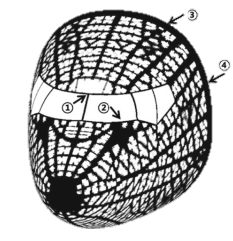 ③
④
① ②